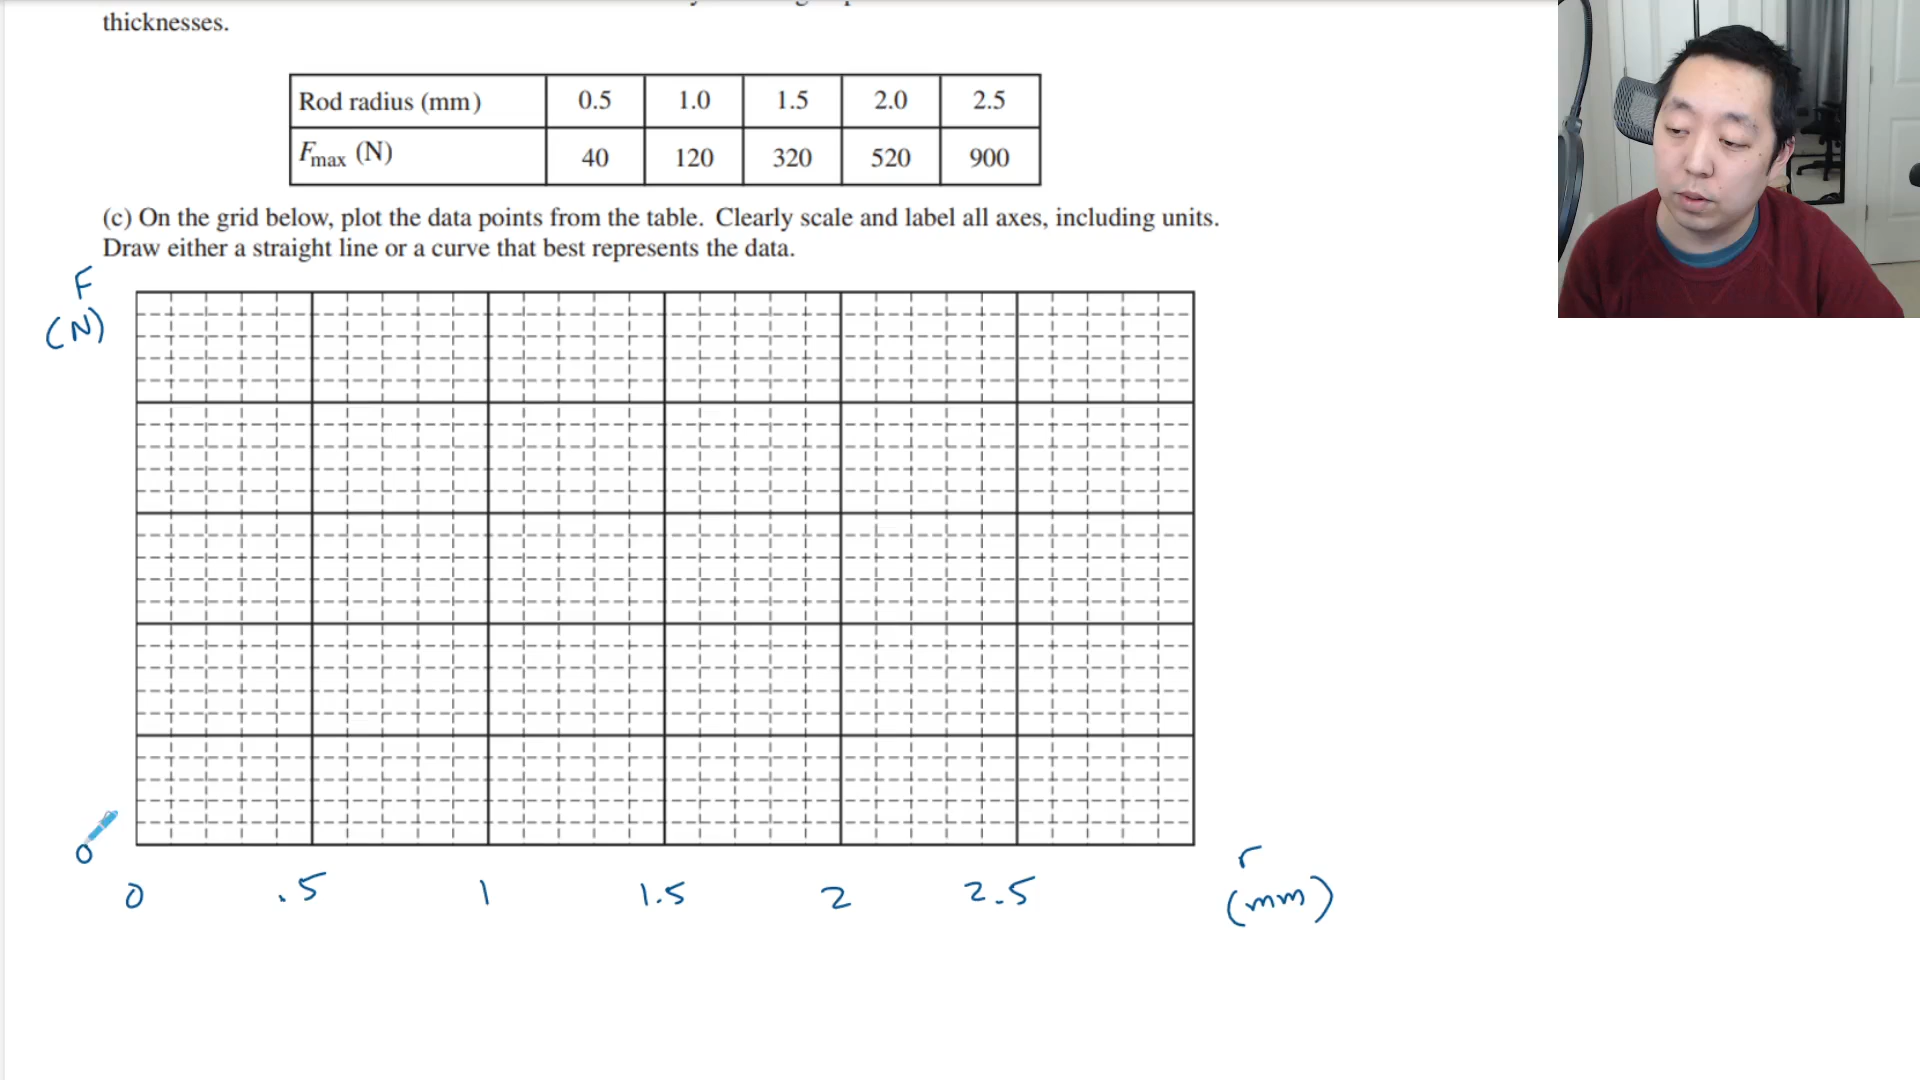 thicknesses.
Rod radius (mm) 0.5 1.0 1.5 2.0 2.5
Fmax (N) 40 120 320 520 900
(c) On the grid below, plot the data points from the table. Clearly scale and label all axes, including units.
Draw either a straight line or a curve that best represents the data.
F
(N)
0
0 .5 1 1.5 2 2.5 r
(mm)